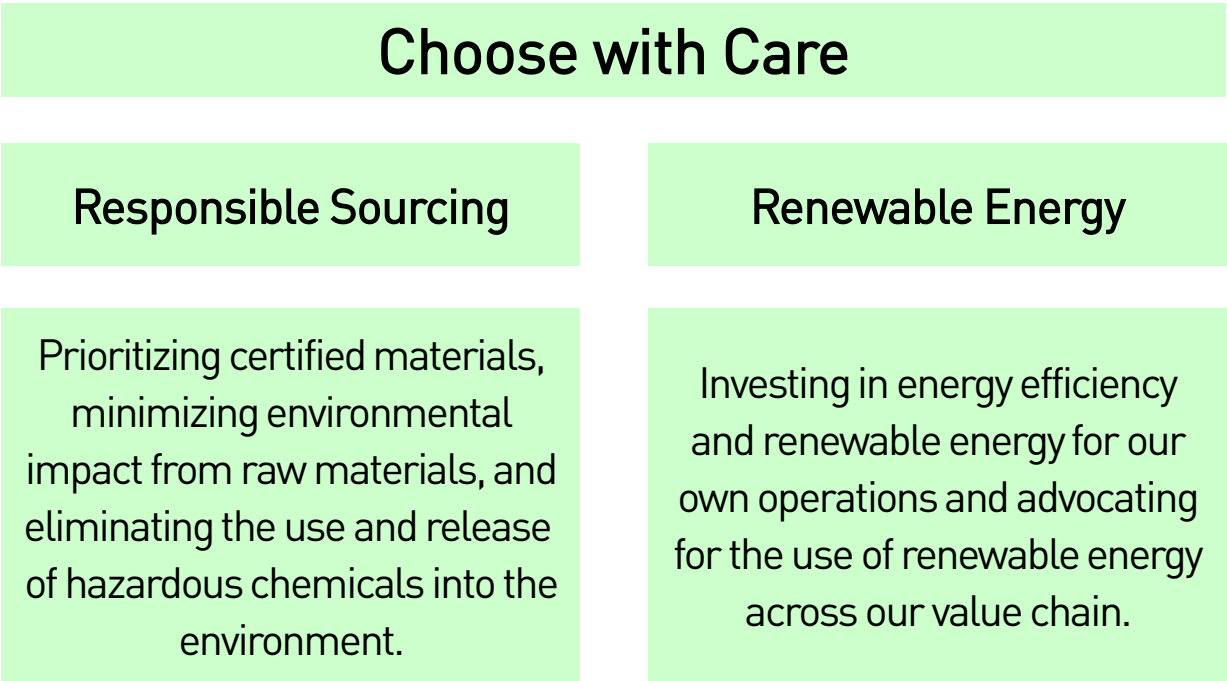 Choose with Care
Responsible Sourcing
Prioritizing certified materials,
minimizing environmental
impact from raw materials, and
eliminating the use and release
of hazardous chemicals into the
environment.
Renewable Energy
Investing in energy efficiency
and renewable energy for our
own operations and advocating
for the use of renewable energy
across our value chain.